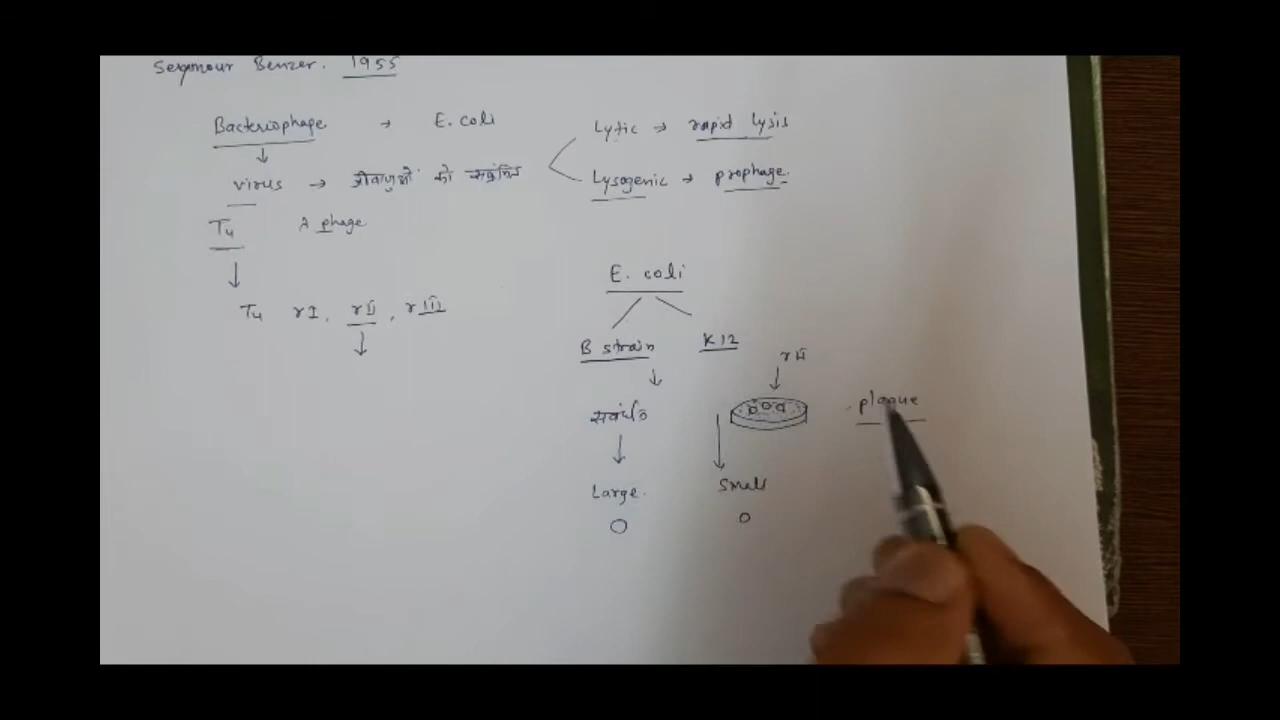 Seymour Benzer. 1955
Bacteriophage → E. coli
Lytic → rapid lysis
virus → जीवाणुओं को संक्रमित
Lysogenic → prophage.
T4 λ phage
E. coli
T4 rI, rII, rIII
B strain K12
rII
संवर्धित
plaque
Large. Small